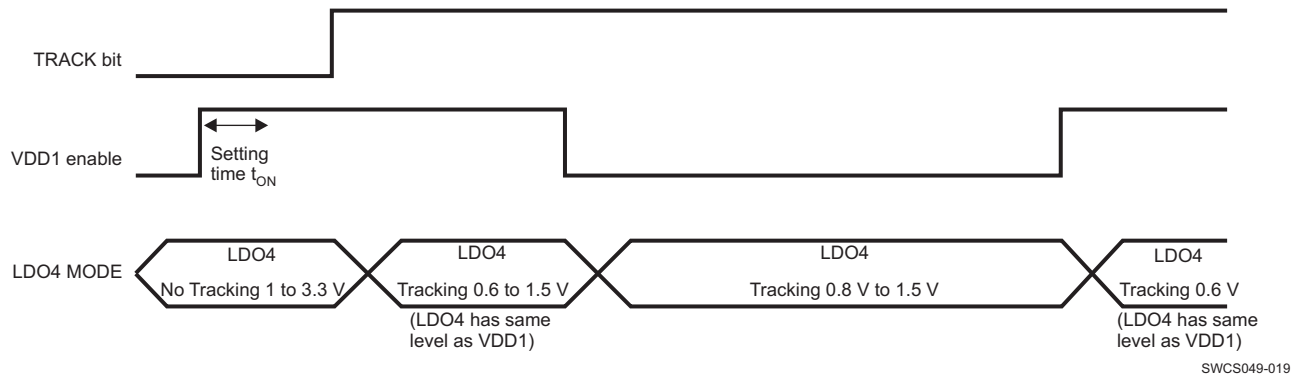 TRACK bit
VDD1 enable
Setting
time tON
LDO4 MODE
LDO4
No Tracking 1 to 3.3 V
LDO4
Tracking 0.6 to 1.5 V
(LDO4 has same
level as VDD1)
LDO4
Tracking 0.8 V to 1.5 V
LDO4
Tracking 0.6 V
(LDO4 has same
level as VDD1)
SWCS049-019